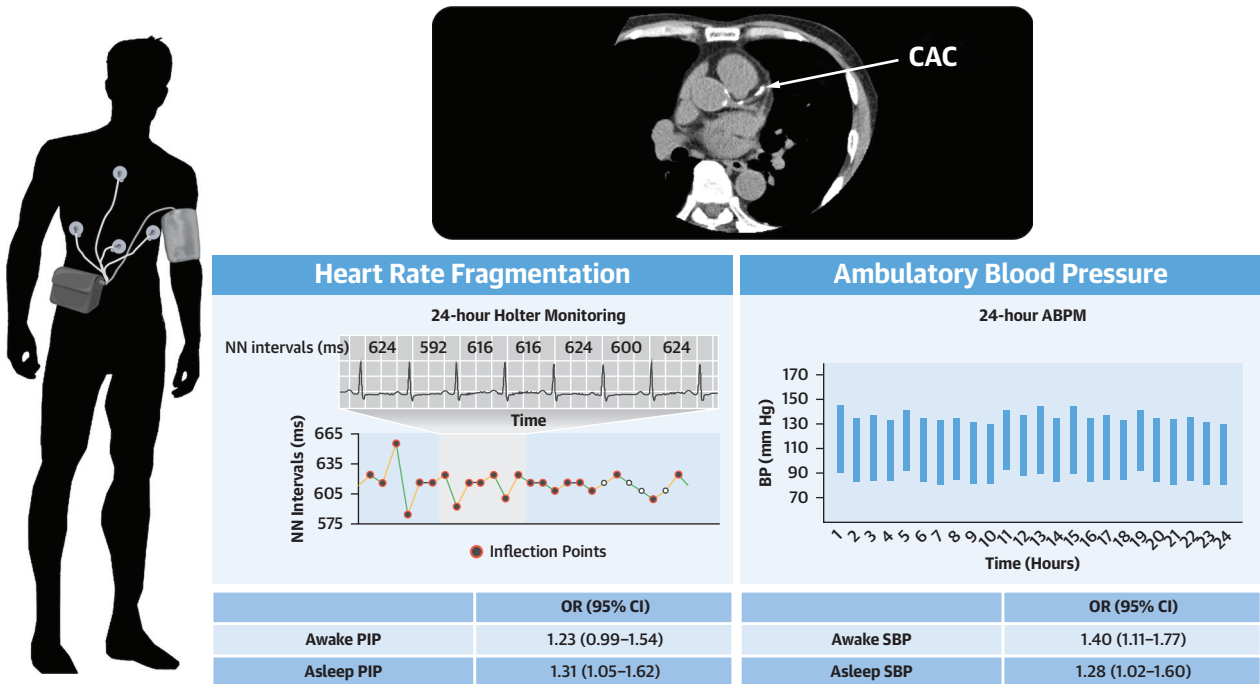 CAC
Heart Rate Fragmentation
24-hour Holter Monitoring
NN intervals (ms) 624 592 616 616 624 600 624
Time
NN Intervals (ms)
665
635
605
575
Inflection Points
OR (95% CI)
Awake PIP 1.23 (0.99–1.54)
Asleep PIP 1.31 (1.05–1.62)
Ambulatory Blood Pressure
24-hour ABPM
BP (mm Hg)
170
150
130
110
90
70
1 2 3 4 5 6 7 8 9 10 11 12 13 14 15 16 17 18 19 20 21 22 23 24
Time (Hours)
OR (95% CI)
Awake SBP 1.40 (1.11–1.77)
Asleep SBP 1.28 (1.02–1.60)